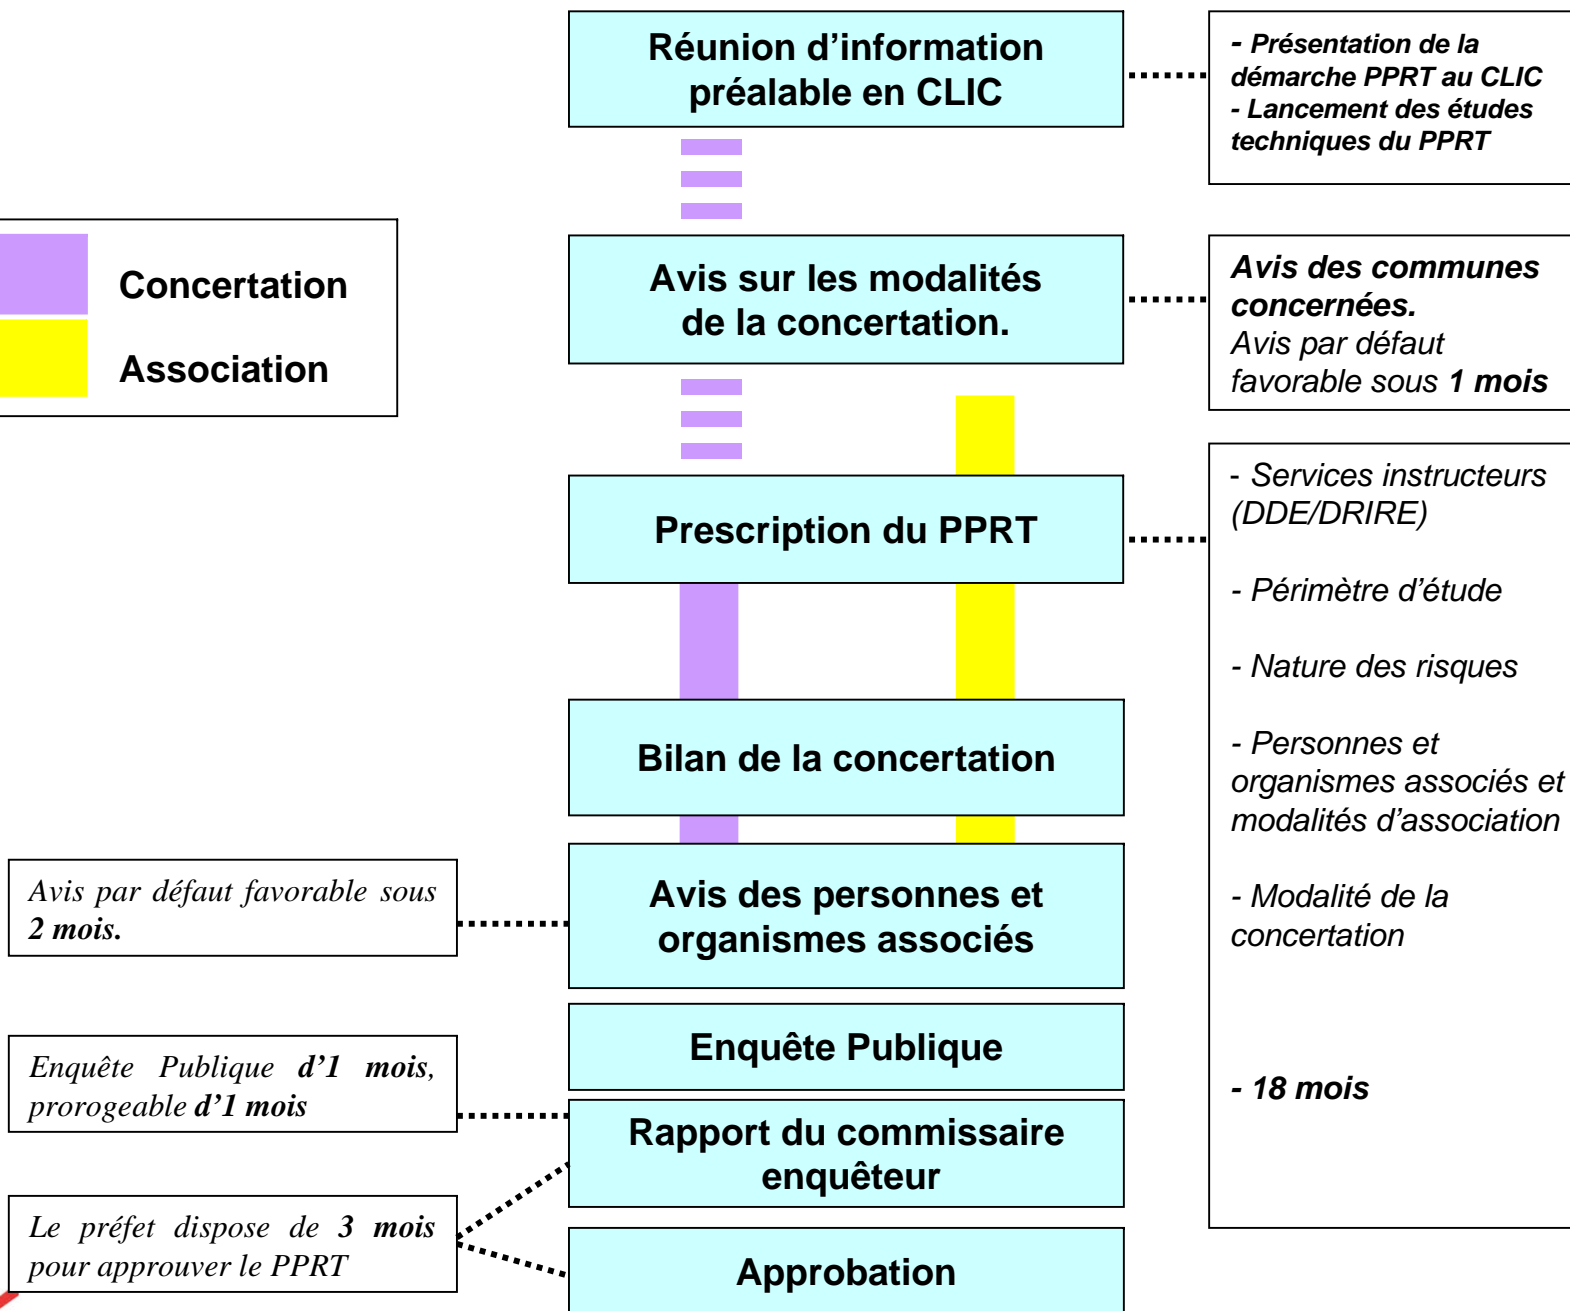 Réunion d’information
préalable en CLIC
- Présentation de la
démarche PPRT au CLIC
- Lancement des études
techniques du PPRT
Concertation
Association
Avis sur les modalités
de la concertation.
Avis des communes
concernées.
Avis par défaut
favorable sous 1 mois
Prescription du PPRT
- Services instructeurs
(DDE/DRIRE)
- Périmètre d’étude
- Nature des risques
- Personnes et
organismes associés et
modalités d’association
- Modalité de la
concertation
- 18 mois
Bilan de la concertation
Avis par défaut favorable sous
2 mois.
Avis des personnes et
organismes associés
Enquête Publique
Enquête Publique d’1 mois,
prorogeable d’1 mois
Rapport du commissaire
enquêteur
Le préfet dispose de 3 mois
pour approuver le PPRT
Approbation